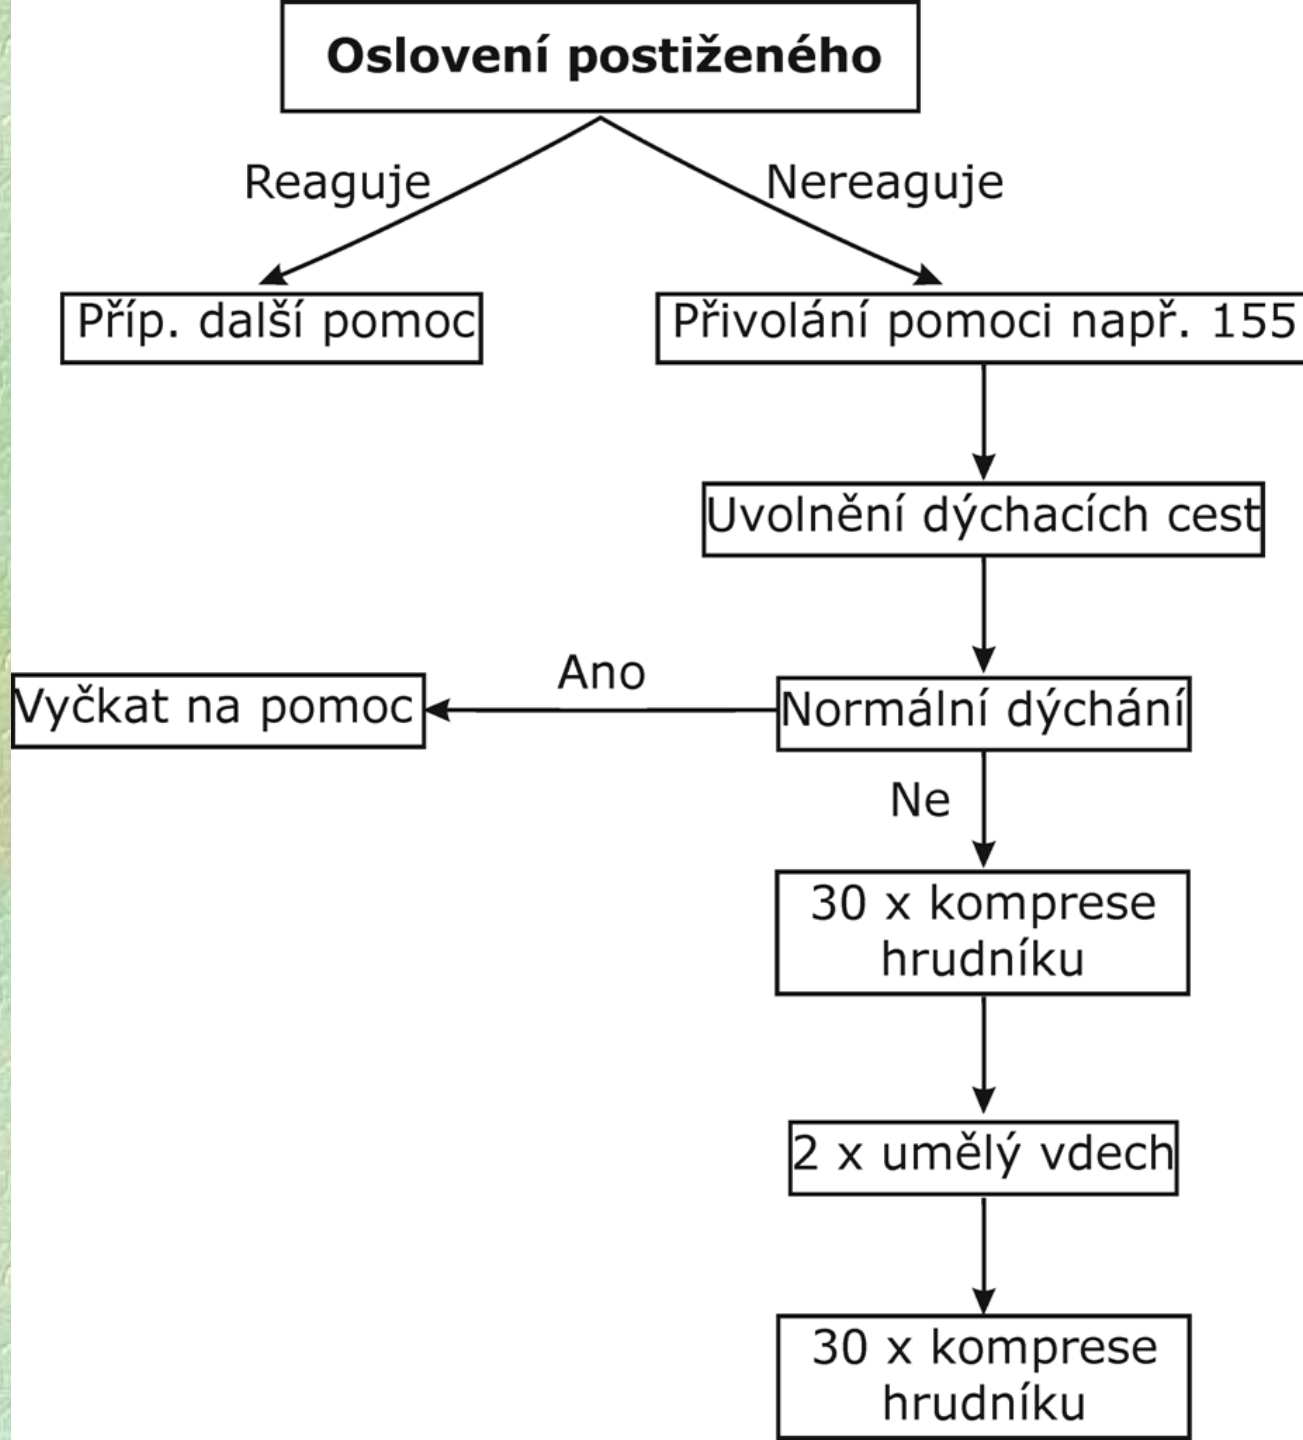 Oslovení postiženého
Reaguje
Nereaguje
Příp. další pomoc
Přivolání pomoci např. 155
Uvolnění dýchacích cest
Ano
Vyčkat na pomoc
Normální dýchání
Ne
30 x komprese
hrudníku
2 x umělý vdech
30 x komprese
hrudníku